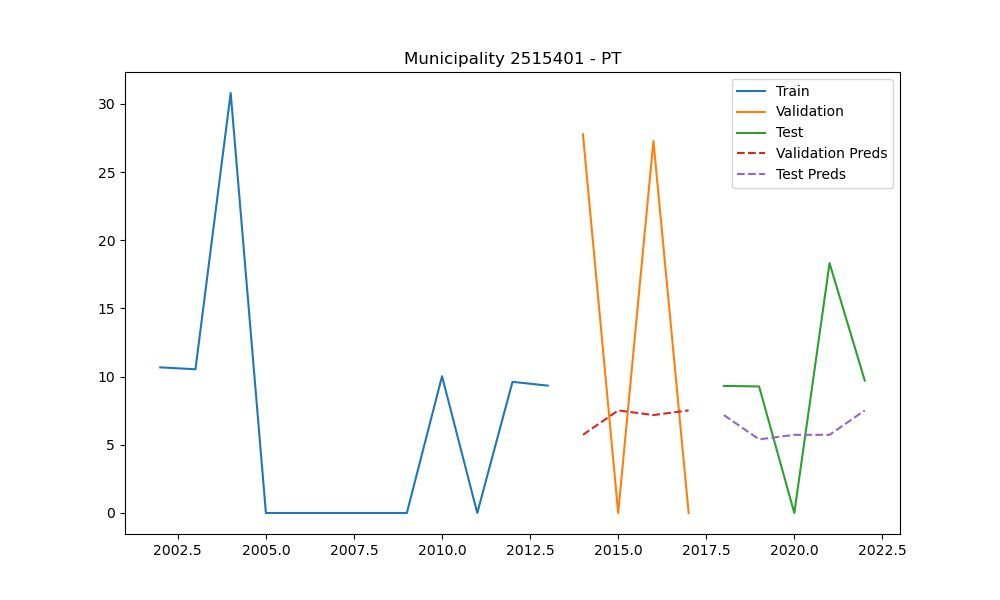 Municipality 2515401 - PT
Train
Validation
Test
Validation Preds
Test Preds
30
25
20
15
10
5
0
2002.5 2005.0 2007.5 2010.0 2012.5 2015.0 2017.5 2020.0 2022.5